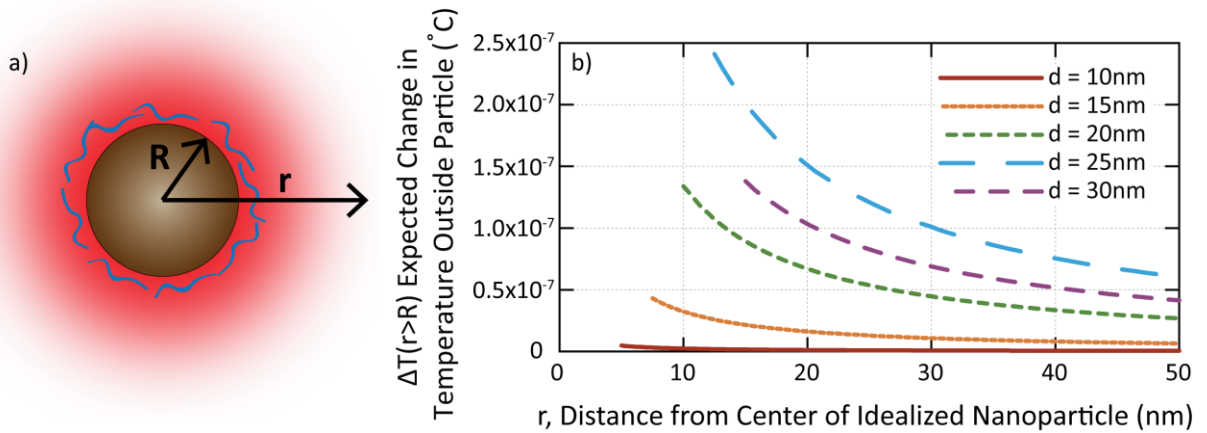 a)
R
r
ΔT(r>R) Expected Change in
Temperature Outside Particle (˚C)
b)
2.5x10-7
2.0x10-7
1.5x10-7
1.0x10-7
0.5x10-7
0
0
10
20
30
40
50
d = 10nm
d = 15nm
d = 20nm
d = 25nm
d = 30nm
r, Distance from Center of Idealized Nanoparticle (nm)